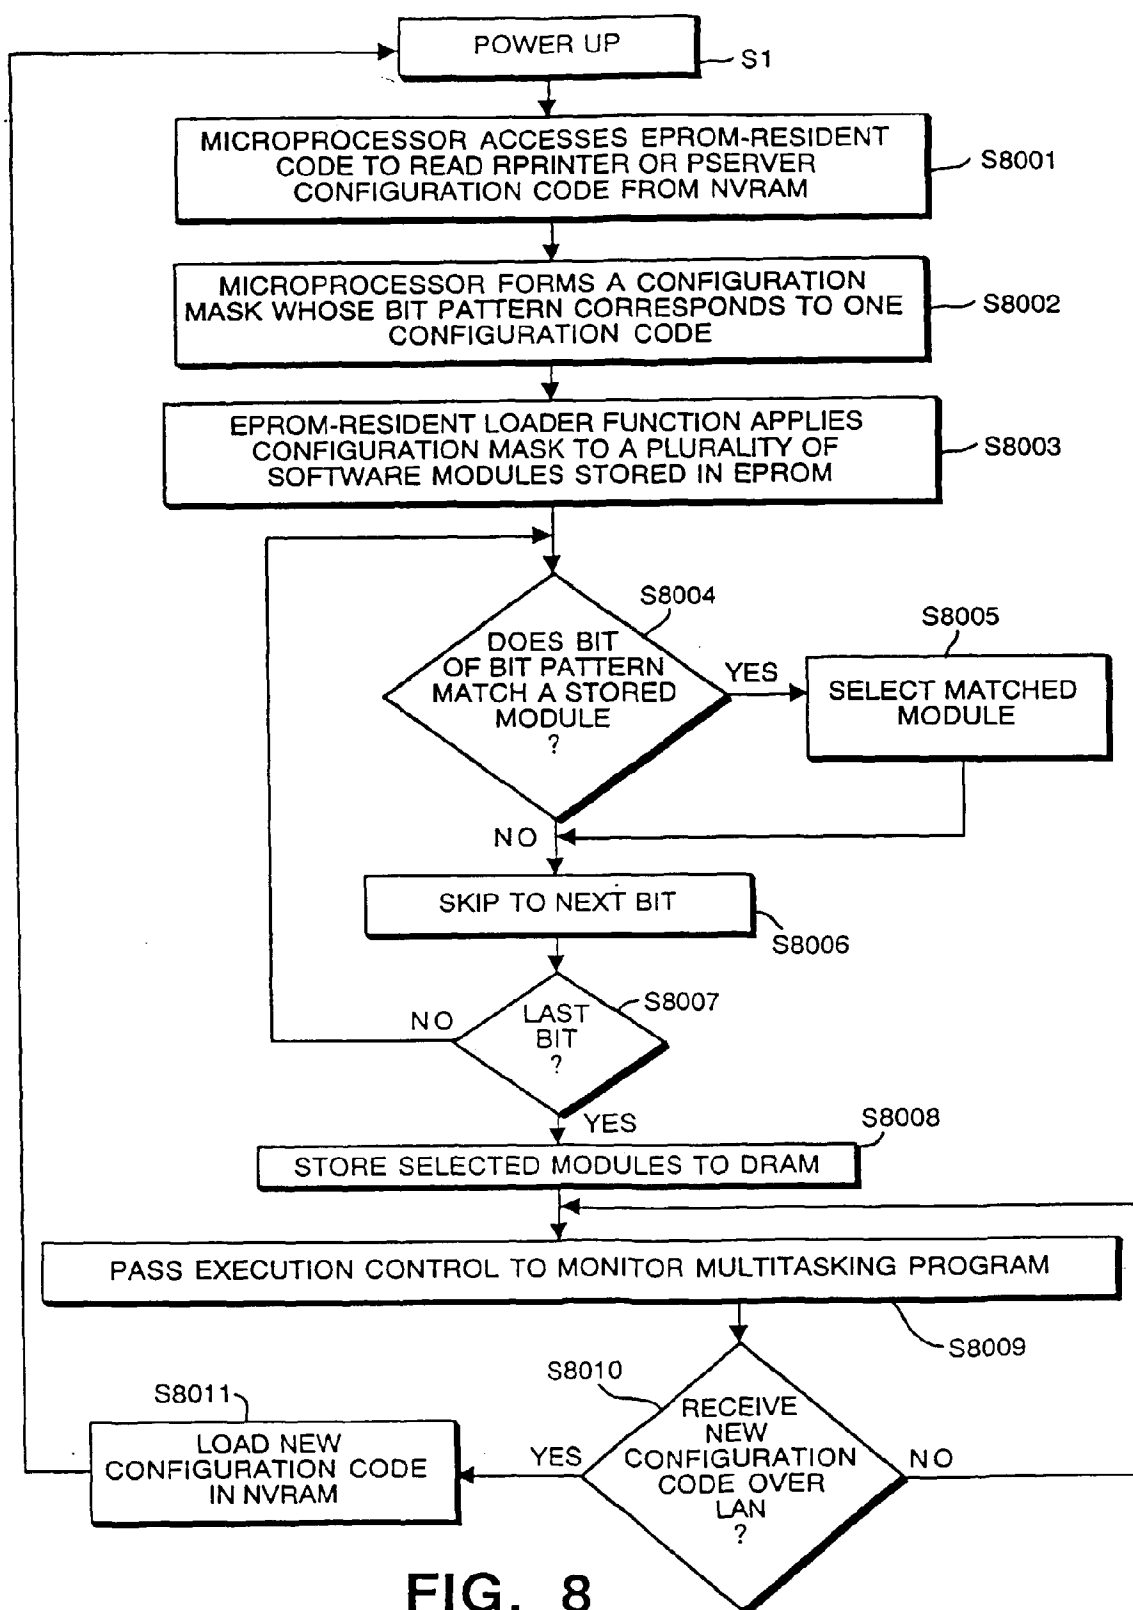 POWER UP
S1
MICROPROCESSOR ACCESSES EPROM-RESIDENT
CODE TO READ RPRINTER OR PSERVER
CONFIGURATION CODE FROM NVRAM
S8001
MICROPROCESSOR FORMS A CONFIGURATION
MASK WHOSE BIT PATTERN CORRESPONDS TO ONE
CONFIGURATION CODE
S8002
EPROM-RESIDENT LOADER FUNCTION APPLIES
CONFIGURATION MASK TO A PLURALITY OF
SOFTWARE MODULES STORED IN EPROM
S8003
S8004
DOES BIT
OF BIT PATTERN
MATCH A STORED
MODULE
?
YES
S8005
SELECT MATCHED
MODULE
NO
SKIP TO NEXT BIT
S8006
S8007
LAST
BIT
?
NO
YES
S8008
STORE SELECTED MODULES TO DRAM
PASS EXECUTION CONTROL TO MONITOR MULTITASKING PROGRAM
S8009
S8010
RECEIVE
NEW
CONFIGURATION
CODE OVER
LAN
?
NO
YES
S8011
LOAD NEW
CONFIGURATION CODE
IN NVRAM
FIG. 8